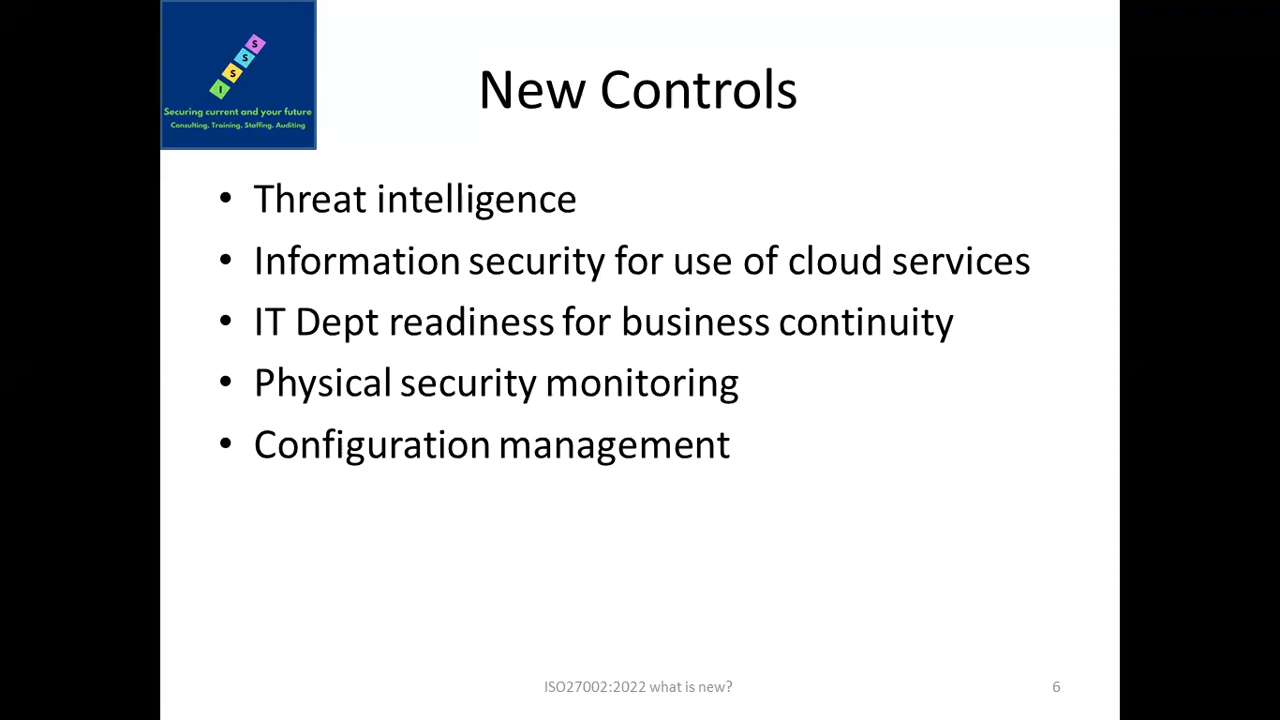 S
S
S
I
Securing current and your future
Consulting. Training. Staffing. Auditing
New Controls
• Threat intelligence
• Information security for use of cloud services
• IT Dept readiness for business continuity
• Physical security monitoring
• Configuration management
ISO27002:2022 what is new?
6